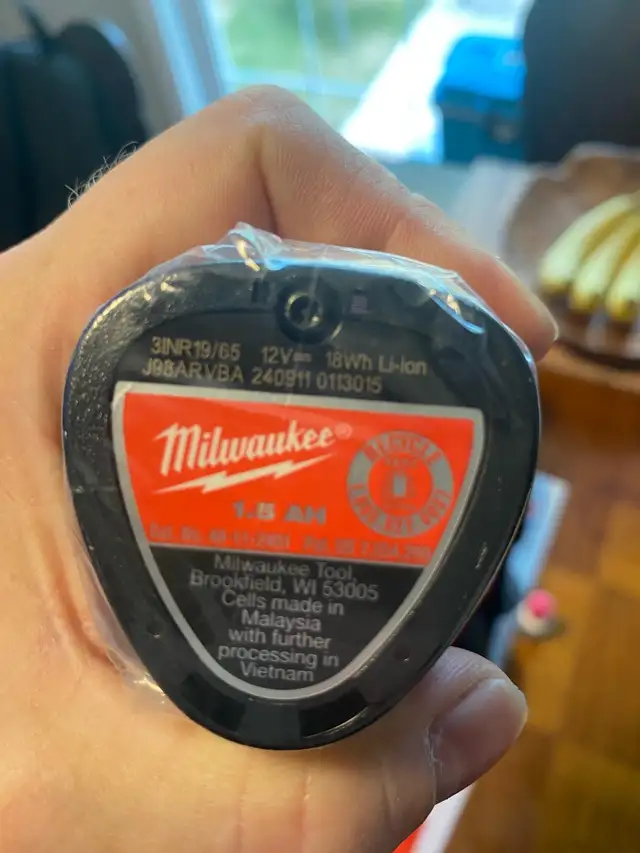 3INR19/65 12V⎓ 18Wh Li-ion
J98ARVBA 240911 0113015
Milwaukee®
1.5 AH
Milwaukee Tool
Brookfield, WI 53005
Cells made in
Malaysia
with further
processing in
Vietnam